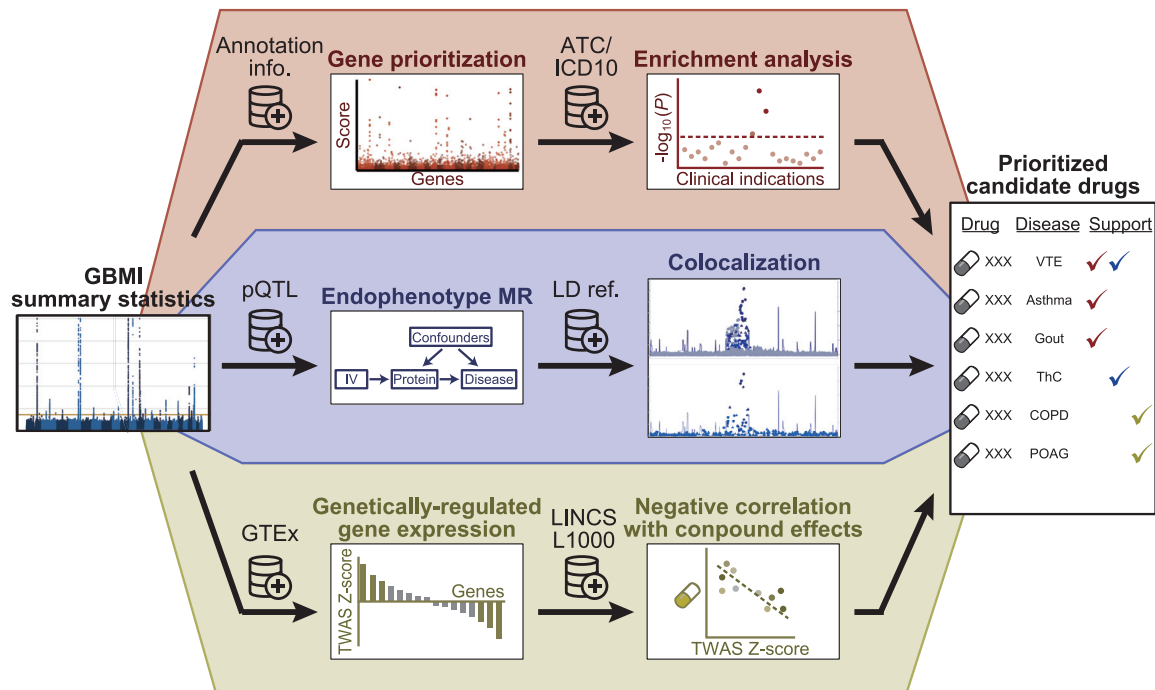 GBMI
summary statistics
Annotation
info.
Gene prioritization
Score
Genes
ATC/
ICD10
Enrichment analysis
-log₁₀(P)
Clinical indications
pQTL
Endophenotype MR
Confounders
IV
Protein
Disease
LD ref.
Colocalization
GTEx
Genetically-regulated
gene expression
TWAS Z-score
Genes
LINCS
L1000
Negative correlation
with conpound effects
TWAS Z-score
Prioritized
candidate drugs
Drug Disease Support
XXX VTE
XXX Asthma
XXX Gout
XXX ThC
XXX COPD
XXX POAG